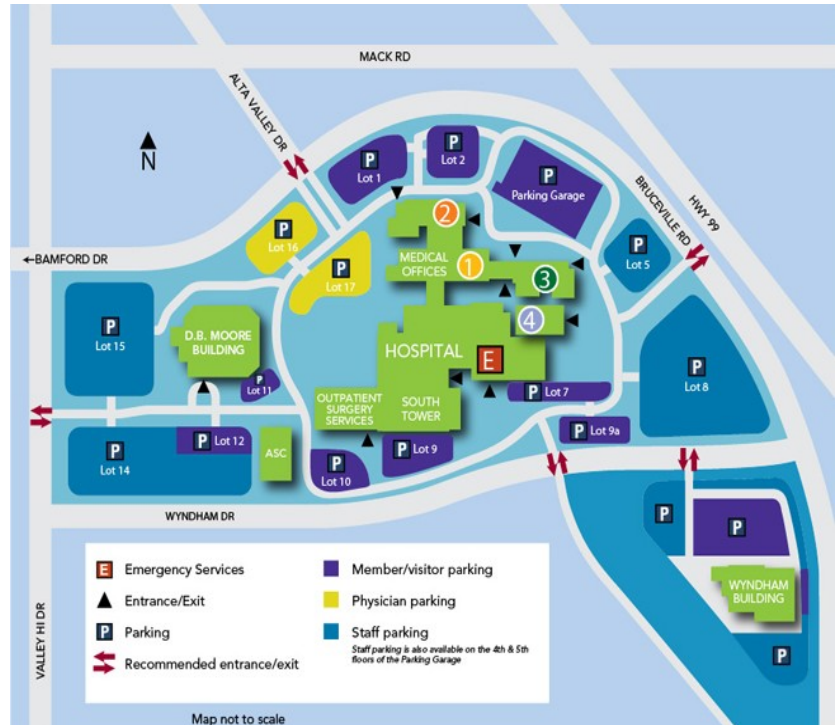 MACK RD
ALTA VALLEY DR
N
P
Lot 1
P
Lot 2
P
Parking Garage
BRUCEVILLE RD
HWY 99
←BAMFORD DR
P
Lot 16
P
Lot 17
2
MEDICAL
OFFICES
1
3
4
P
Lot 5
P
Lot 15
D.B. MOORE
BUILDING
P
Lot 11
HOSPITAL
E
P
Lot 7
P
Lot 8
OUTPATIENT
SURGERY
SERVICES
SOUTH
TOWER
P
Lot 14
P
Lot 12
ASC
P
Lot 10
P
Lot 9
P
Lot 9a
WYNDHAM DR
P
P
WYNDHAM
BUILDING
P
VALLEY HI DR
E
Emergency Services
Entrance/Exit
P
Parking
Recommended entrance/exit
Member/visitor parking
Physician parking
Staff parking
Staff parking is also available on the 4th & 5th
floors of the Parking Garage
Map not to scale